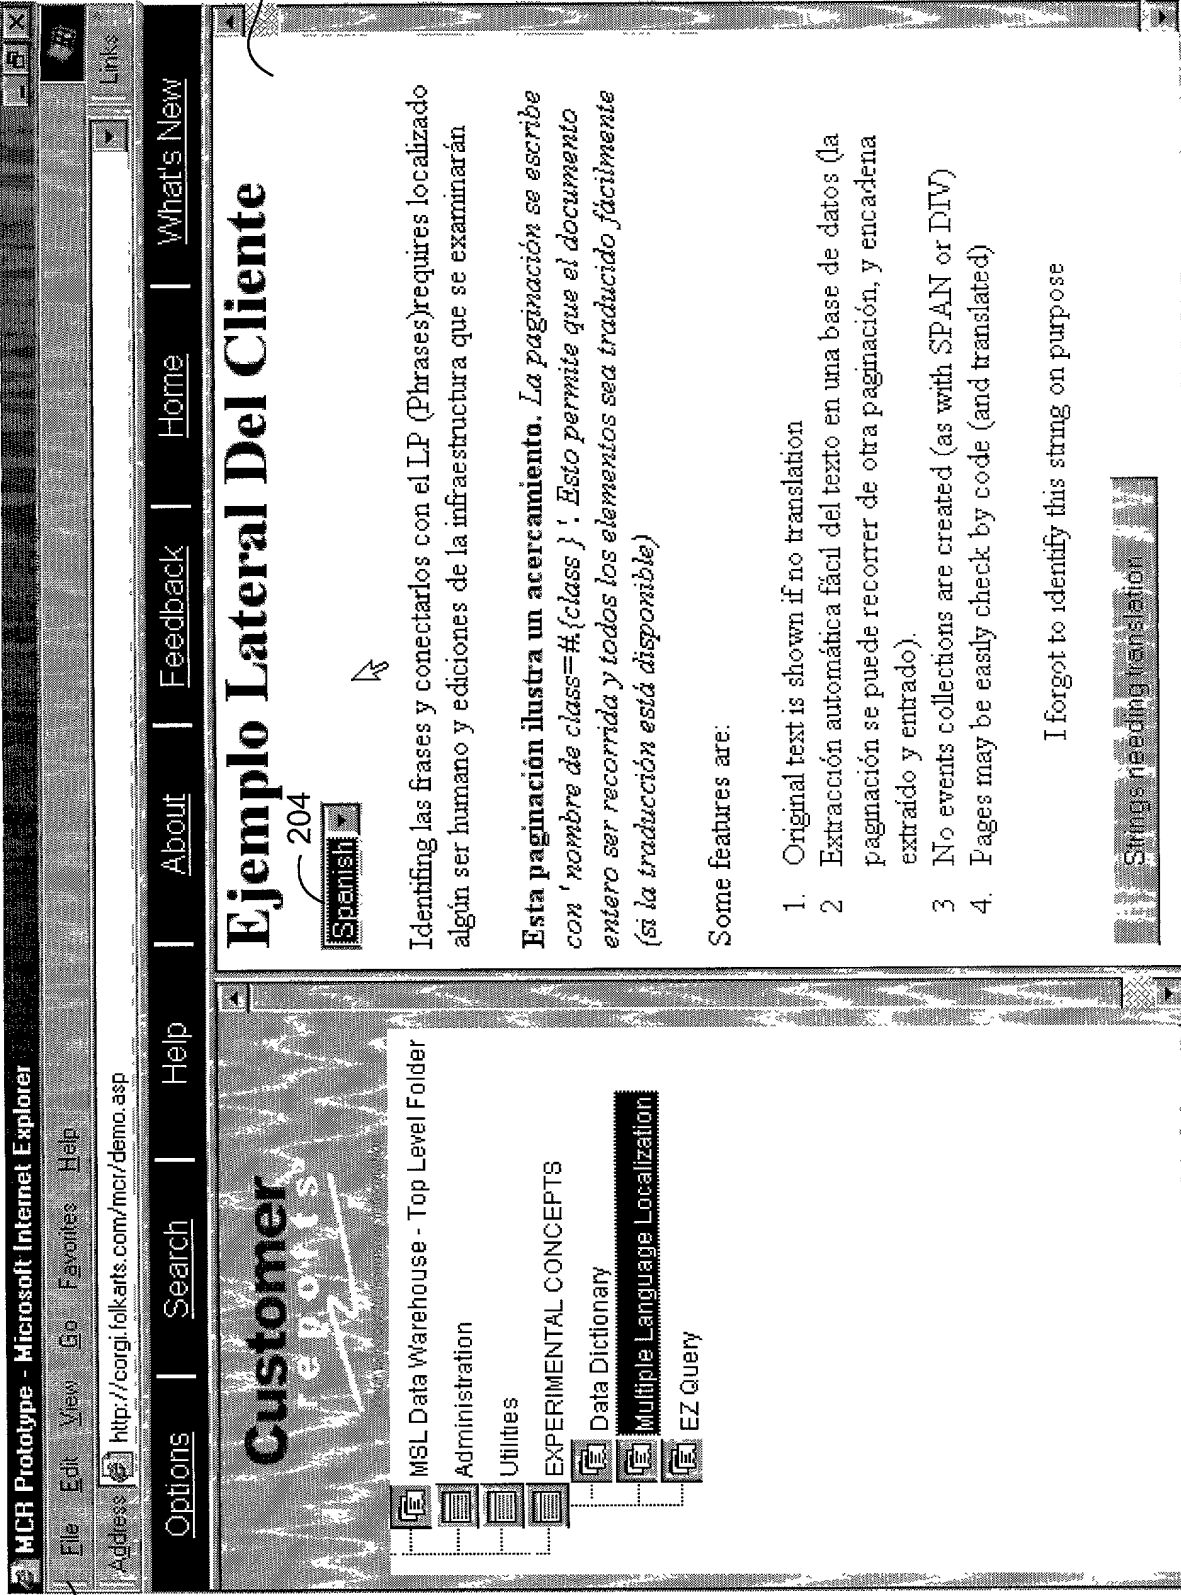 MCR Prototype - Microsoft Internet Explorer
File Edit View Go Favorites Help
Address http://corgi.folkarts.com/mcr/demo.asp Links
Options | Search | Help | About | Feedback | Home | What's New
Customer
reports
MSL Data Warehouse - Top Level Folder
Administration
Utilities
EXPERIMENTAL CONCEPTS
Data Dictionary
Multiple Language Localization
EZ Query
Ejemplo Lateral Del Cliente
204
Spanish
Identifing las frases y conectarlos con el LP (Phrases)requires localizado
algún ser humano y ediciones de la infraestructura que se examinarán
Esta paginación ilustra un acercamiento. La paginación se escribe
con ' nombre de class=#{class } '. Esto permite que el documento
entero ser recorrida y todos los elementos sea traducido fácilmente
(si la traducción está disponible)
Some features are:
1. Original text is shown if no translation
2 Extracción automática fácil del texto en una base de datos (la
paginación se puede recorrer de otra paginación, y encadena
extraído y entrado).
3 No events collections are created (as with SPAN or DIV)
4. Pages may be easily check by code (and translated)
I forgot to identify this string on purpose
Strings needing translation